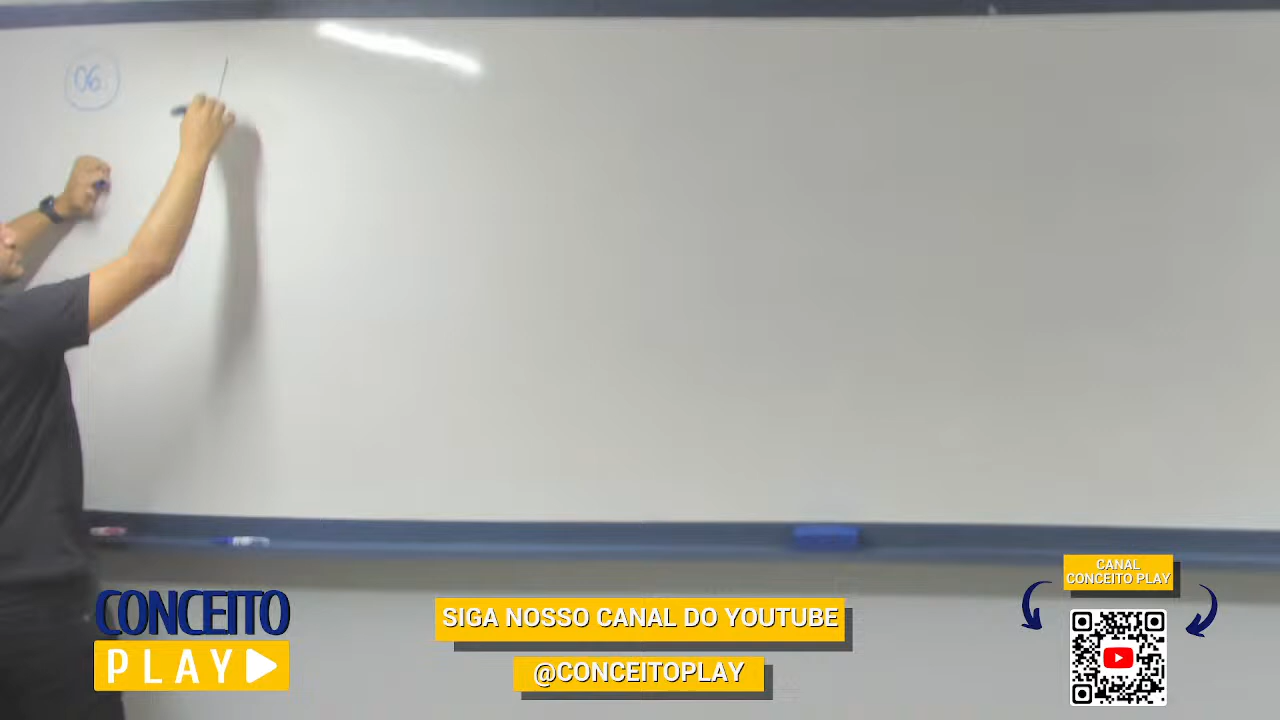 06.
CONCEITO
PLAY
SIGA NOSSO CANAL DO YOUTUBE
@CONCEITOPLAY
CANAL
CONCEITO PLAY